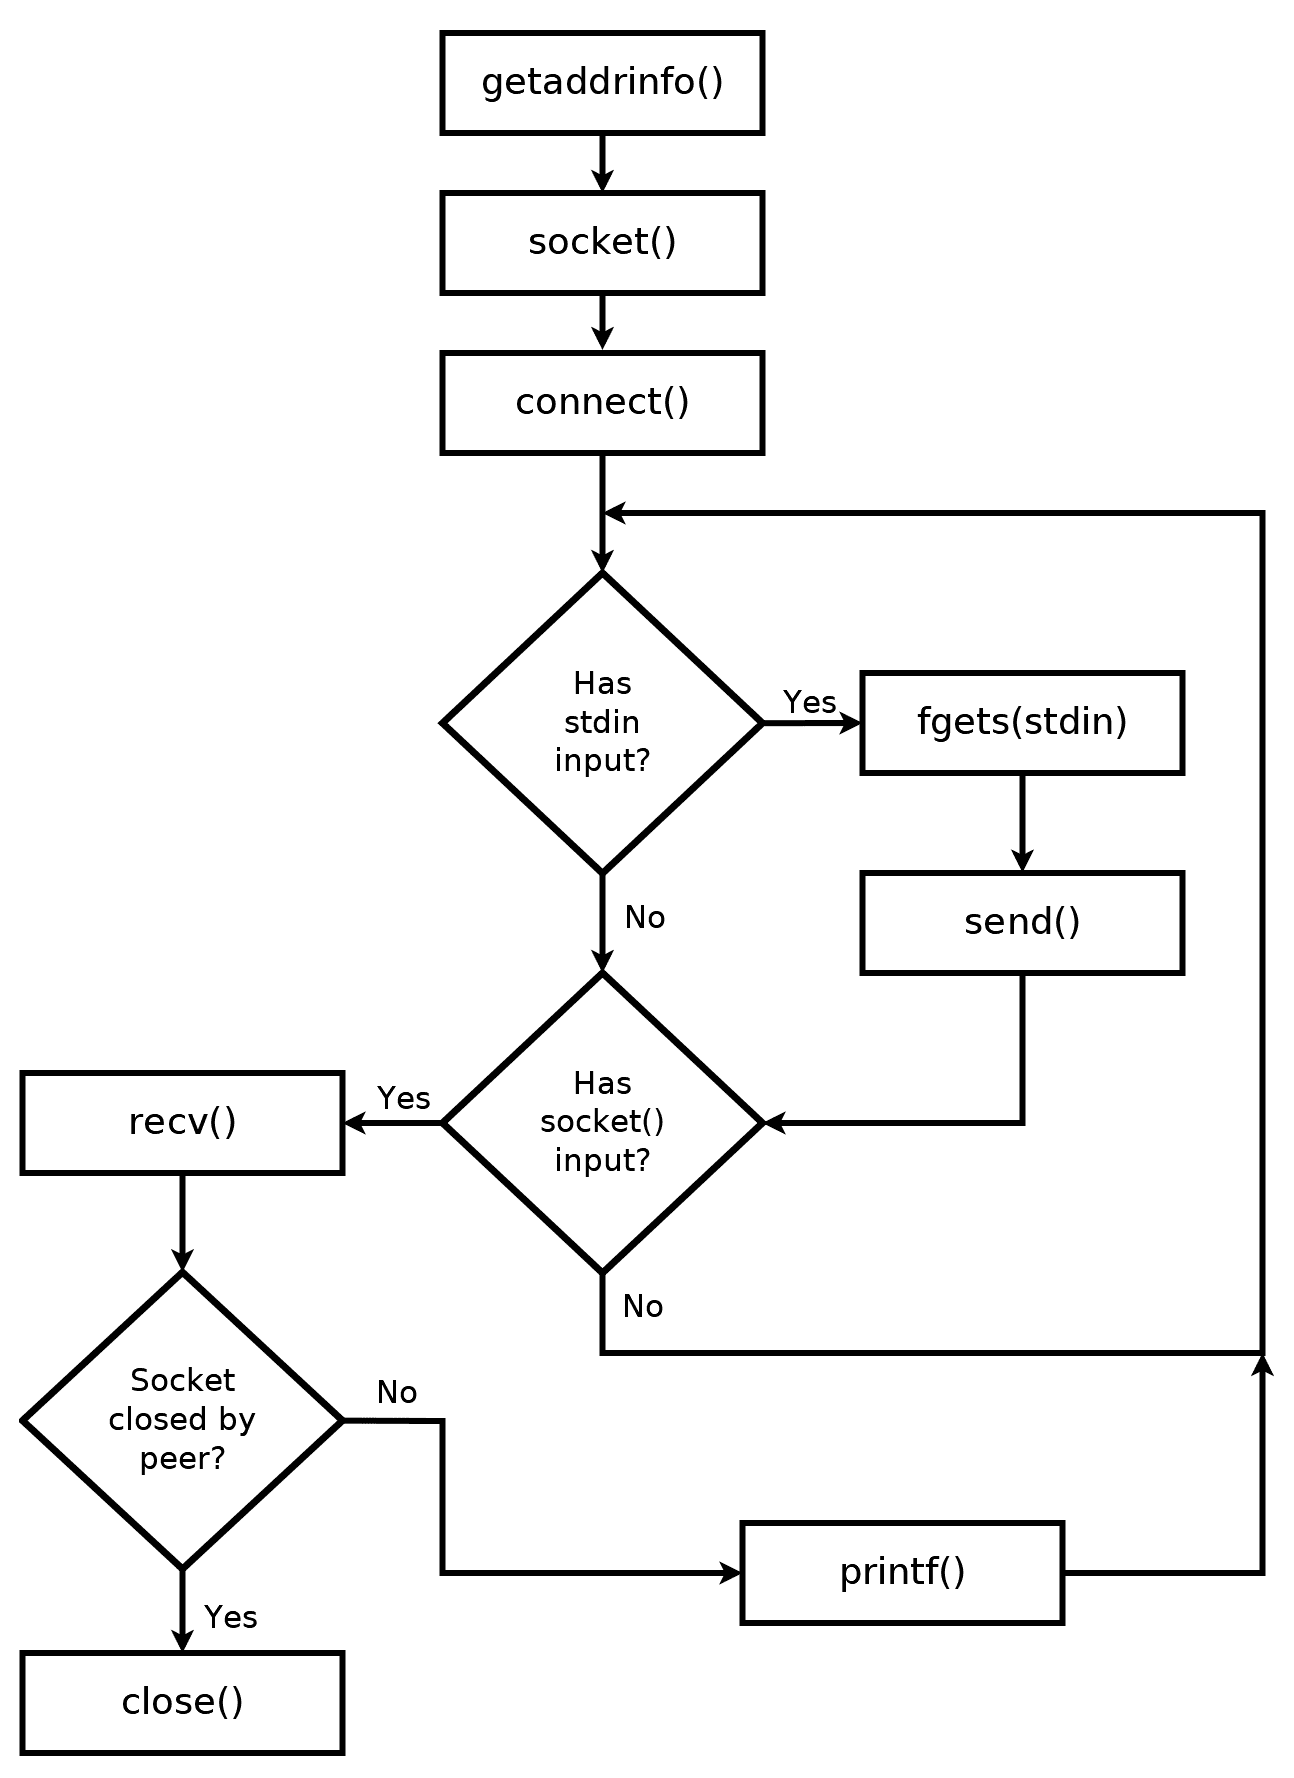 getaddrinfo()
socket()
connect()
Has
stdin
input?
Yes
fgets(stdin)
send()
No
Has
socket()
input?
Yes
recv()
No
Socket
closed by
peer?
No
printf()
Yes
close()